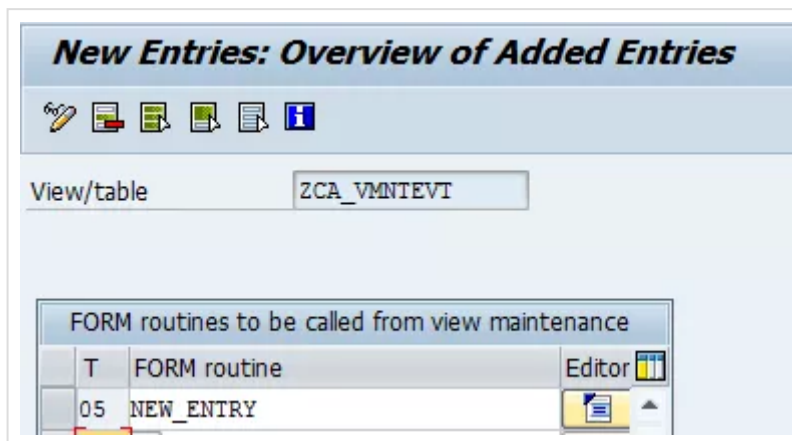 New Entries: Overview of Added Entries
View/table ZCA_VMNTEVT
FORM routines to be called from view maintenance
T FORM routine Editor
05 NEW_ENTRY